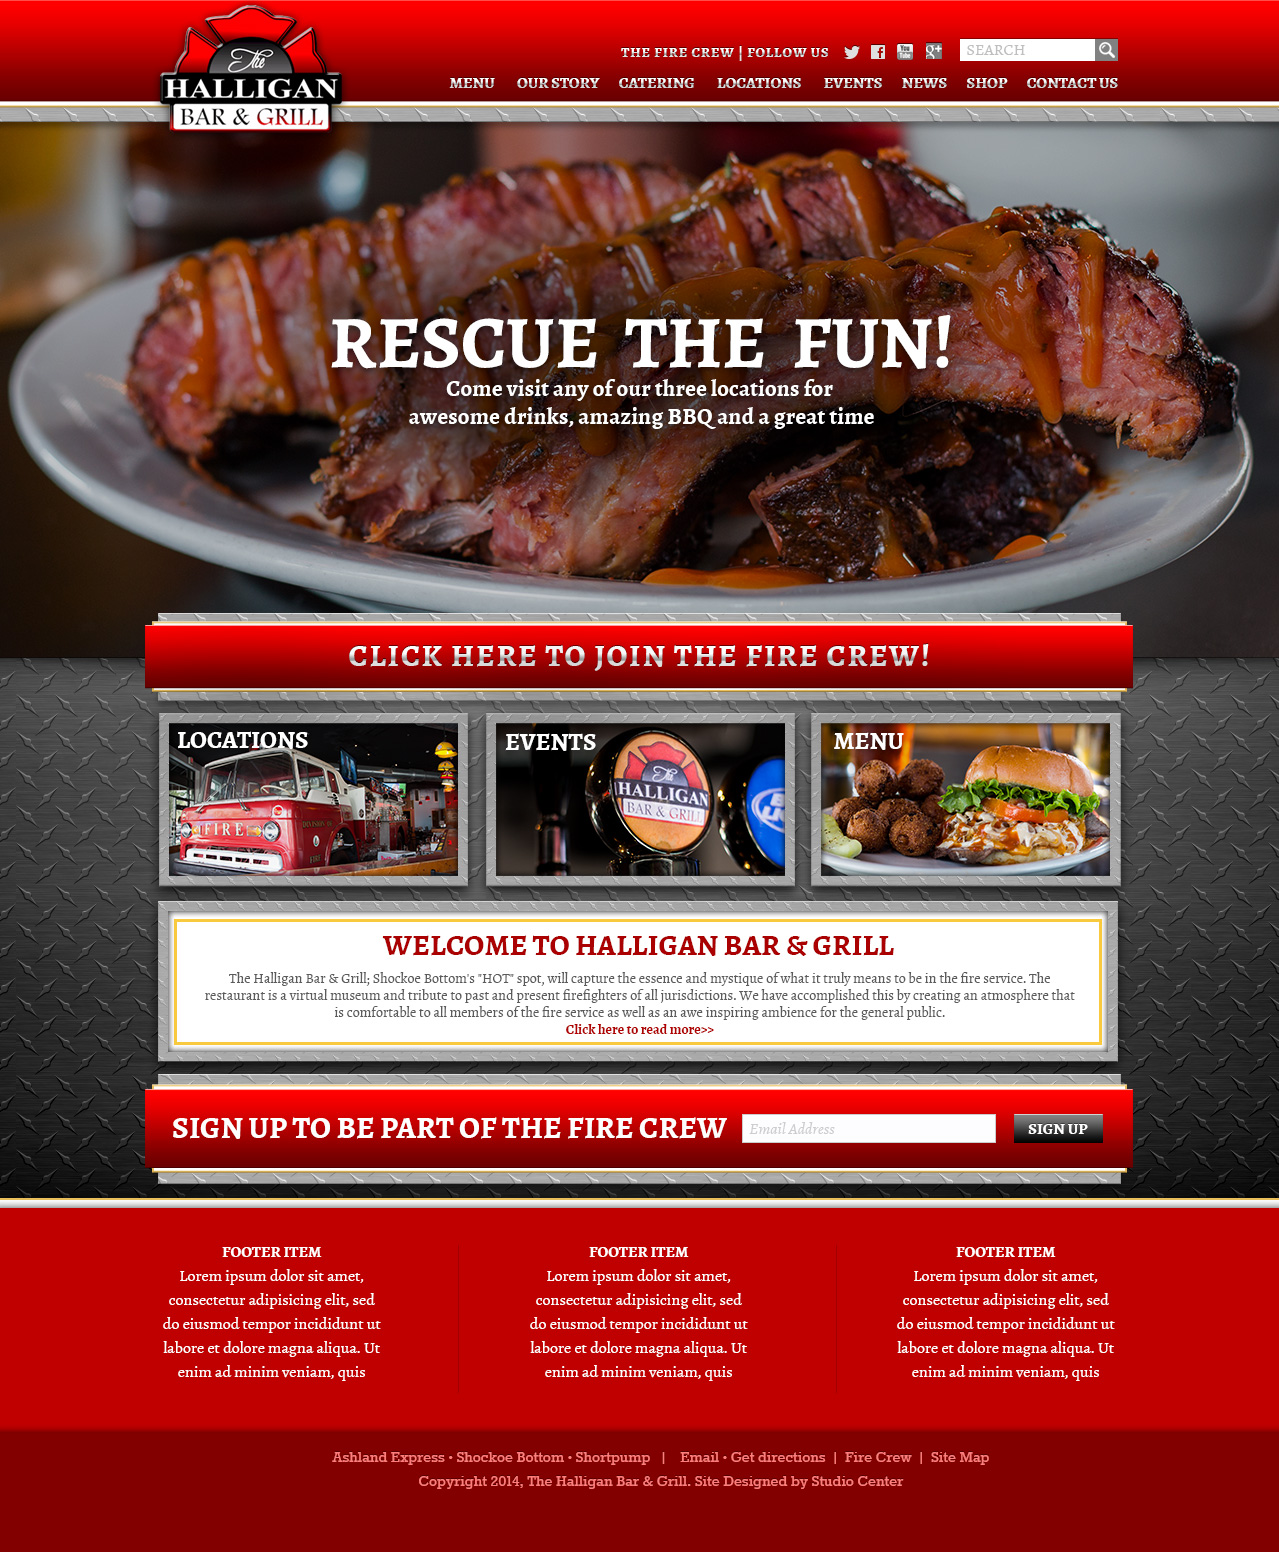 The
HALLIGAN
BAR & GRILL
THE FIRE CREW | FOLLOW US
You
Tube
g+
SEARCH
MENU OUR STORY CATERING LOCATIONS EVENTS NEWS SHOP CONTACT US
RESCUE THE FUN!
Come visit any of our three locations for
awesome drinks, amazing BBQ and a great time
CLICK HERE TO JOIN THE FIRE CREW!
LOCATIONS
FIRE
EVENTS
The
HALLIGAN
BAR & GRILL
MENU
WELCOME TO HALLIGAN BAR & GRILL
The Halligan Bar & Grill; Shockoe Bottom's "HOT" spot, will capture the essence and mystique of what it truly means to be in the fire service. The
restaurant is a virtual museum and tribute to past and present firefighters of all jurisdictions. We have accomplished this by creating an atmosphere that
is comfortable to all members of the fire service as well as an awe inspiring ambience for the general public.
Click here to read more>>
SIGN UP TO BE PART OF THE FIRE CREW
Email Address
SIGN UP
FOOTER ITEM
Lorem ipsum dolor sit amet,
consectetur adipisicing elit, sed
do eiusmod tempor incididunt ut
labore et dolore magna aliqua. Ut
enim ad minim veniam, quis
FOOTER ITEM
Lorem ipsum dolor sit amet,
consectetur adipisicing elit, sed
do eiusmod tempor incididunt ut
labore et dolore magna aliqua. Ut
enim ad minim veniam, quis
FOOTER ITEM
Lorem ipsum dolor sit amet,
consectetur adipisicing elit, sed
do eiusmod tempor incididunt ut
labore et dolore magna aliqua. Ut
enim ad minim veniam, quis
Ashland Express • Shockoe Bottom • Shortpump | Email • Get directions | Fire Crew | Site Map
Copyright 2014, The Halligan Bar & Grill. Site Designed by Studio Center